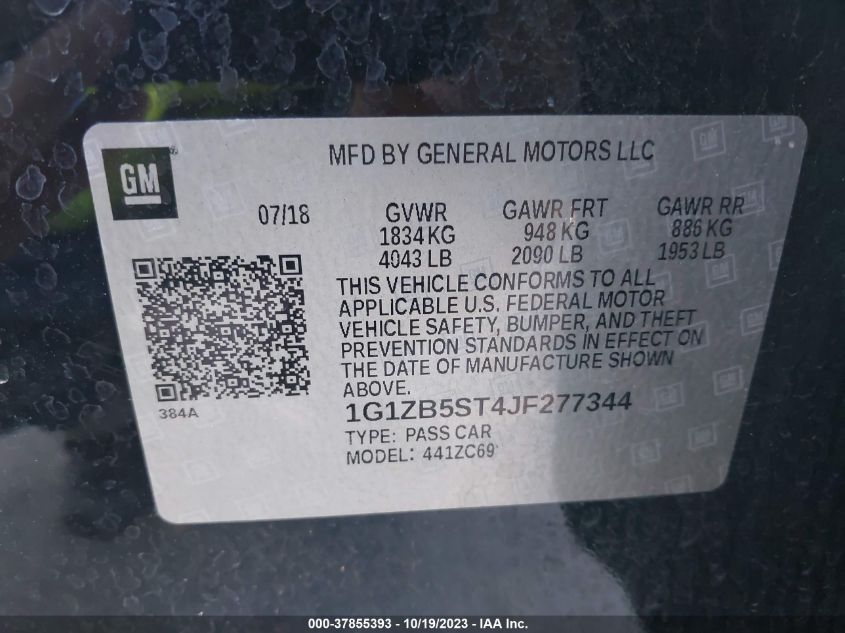 GM
MFD BY GENERAL MOTORS LLC
07/18
GVWR
1834 KG
4043 LB
GAWR FRT
948 KG
2090 LB
GAWR RR
886 KG
1953 LB
THIS VEHICLE CONFORMS TO ALL
APPLICABLE U.S. FEDERAL MOTOR
VEHICLE SAFETY, BUMPER, AND THEFT
PREVENTION STANDARDS IN EFFECT ON
THE DATE OF MANUFACTURE SHOWN
ABOVE.
384A
1G1ZB5ST4JF277344
TYPE: PASS CAR
MODEL: 441ZC69
000-37855393 - 10/19/2023 - IAA Inc.